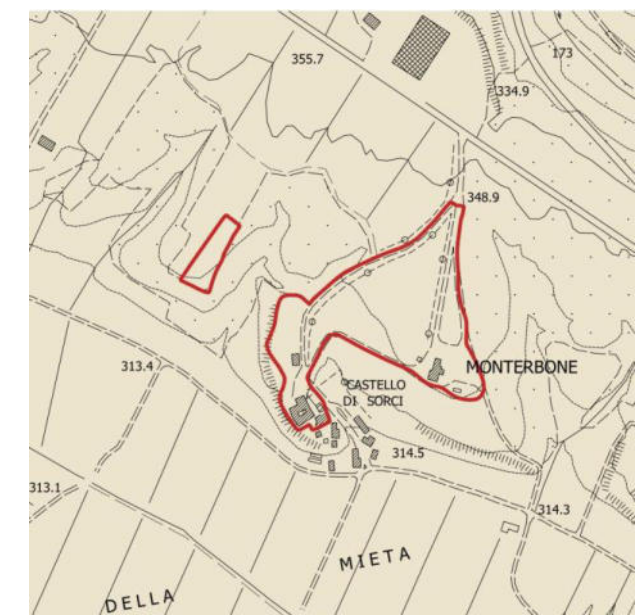 355.7
173
334.9
348.9
313.4
MONTERBONE
CASTELLO
DI SORCI
314.5
313.1
314.3
MIETA
DELLA